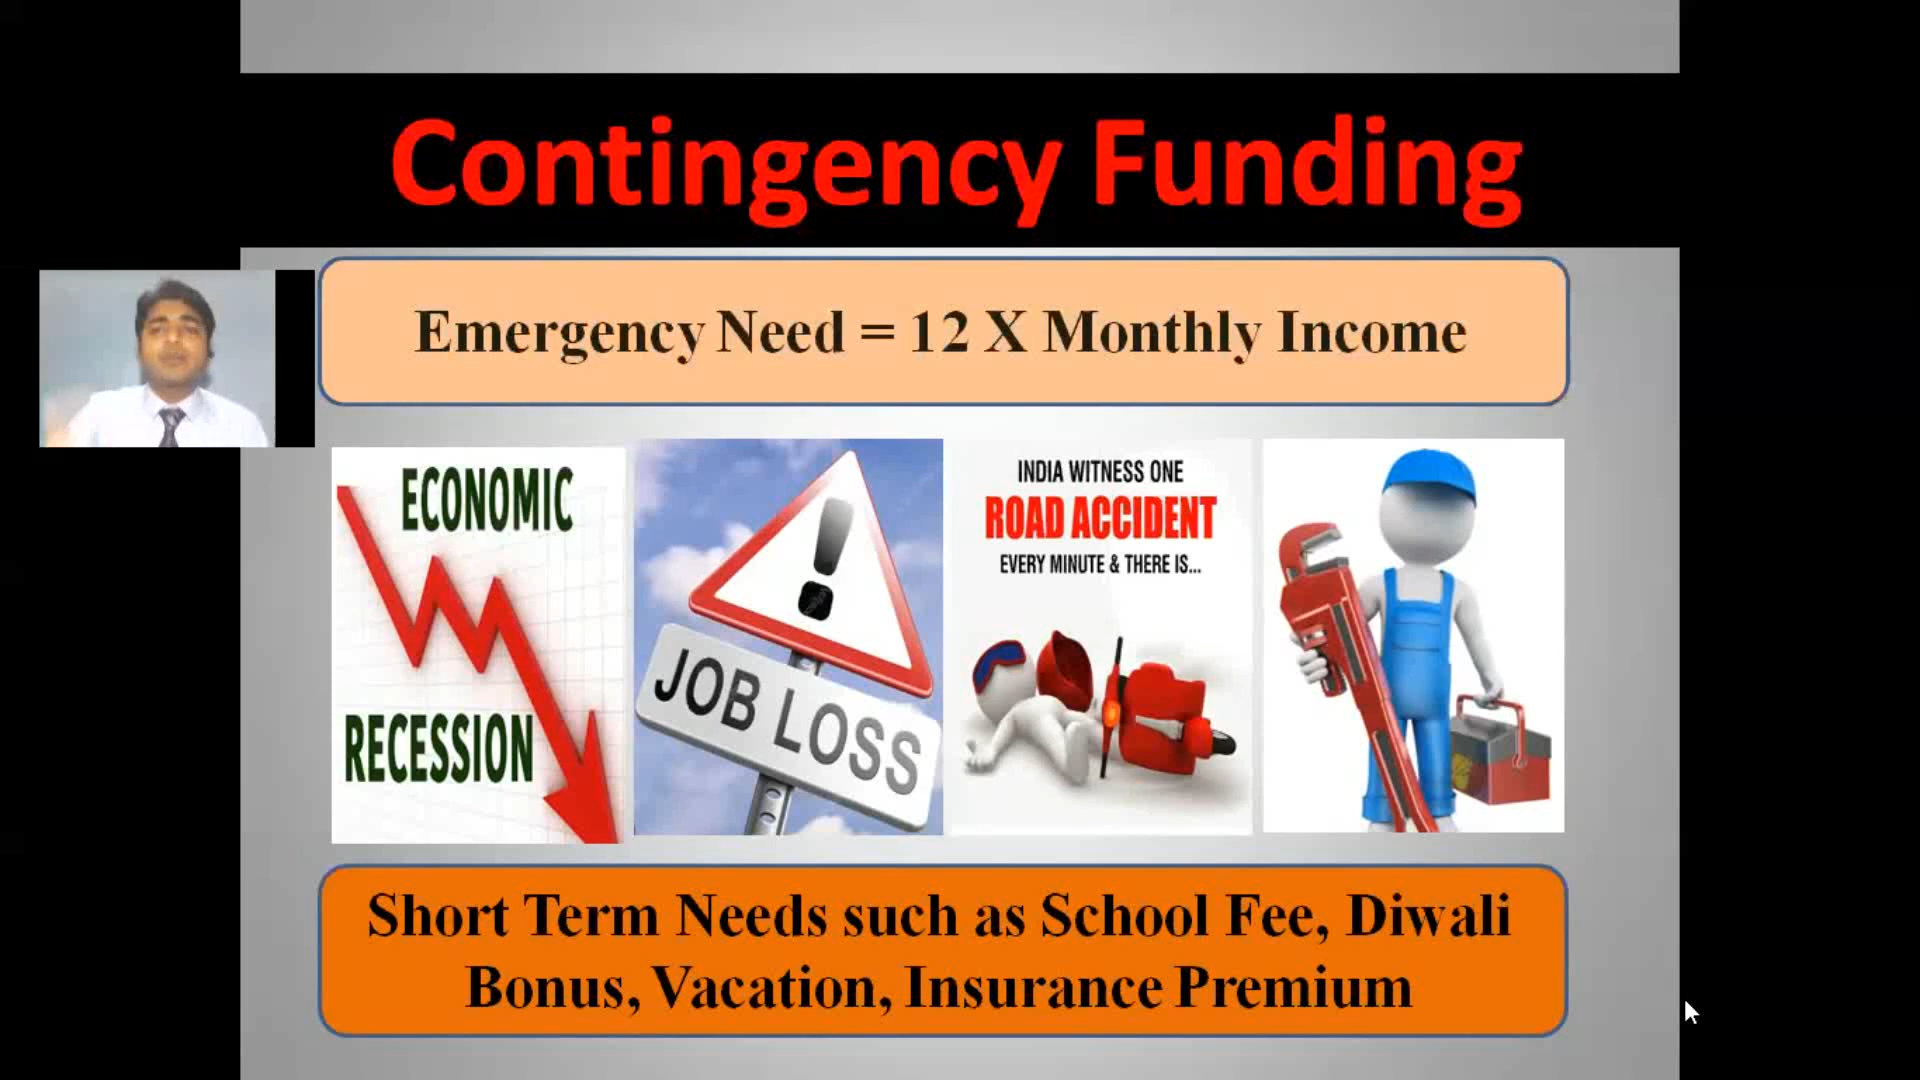 Contingency Funding
Emergency Need = 12 X Monthly Income
ECONOMIC
RECESSION
JOB LOSS
INDIA WITNESS ONE
ROAD ACCIDENT
EVERY MINUTE & THERE IS...
Short Term Needs such as School Fee, Diwali
Bonus, Vacation, Insurance Premium